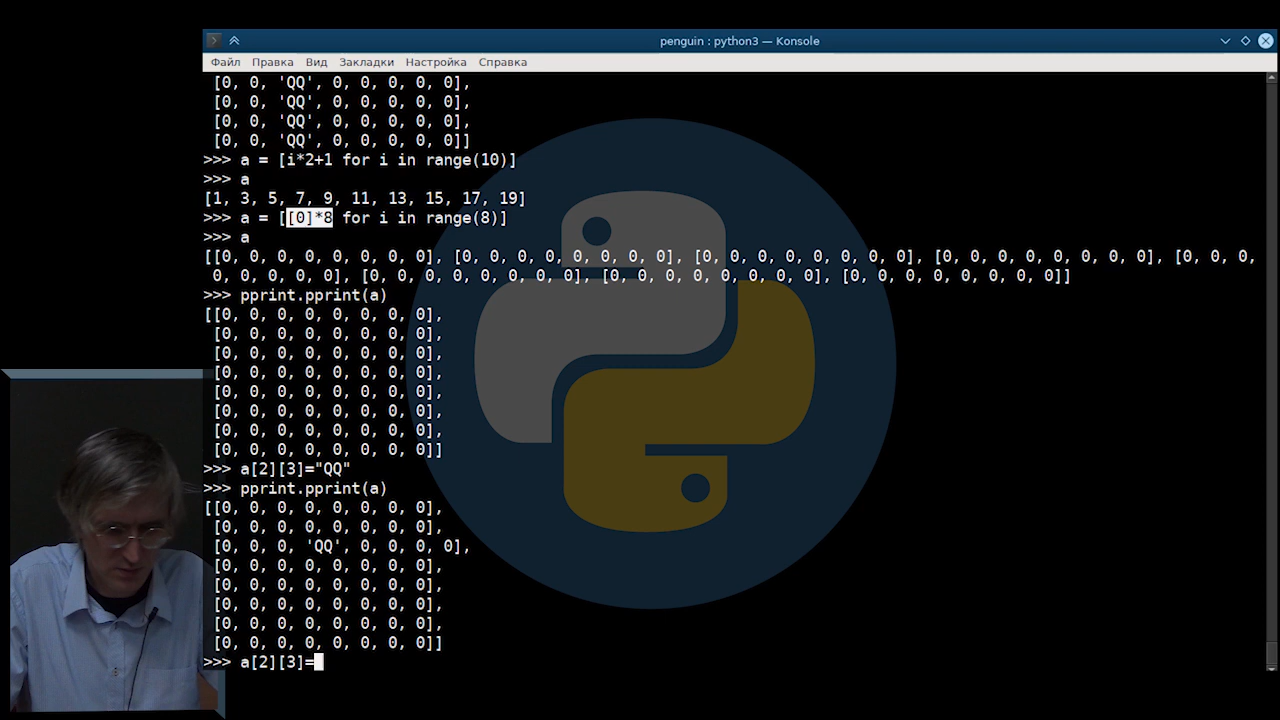 penguin : python3 — Konsole
Файл Правка Вид Закладки Настройка Справка
[0, 0, 'QQ', 0, 0, 0, 0, 0],
[0, 0, 'QQ', 0, 0, 0, 0, 0],
[0, 0, 'QQ', 0, 0, 0, 0, 0],
[0, 0, 'QQ', 0, 0, 0, 0, 0]]
>>> a = [i*2+1 for i in range(10)]
>>> a
[1, 3, 5, 7, 9, 11, 13, 15, 17, 19]
>>> a = [[0]*8 for i in range(8)]
>>> a
[[0, 0, 0, 0, 0, 0, 0, 0], [0, 0, 0, 0, 0, 0, 0, 0], [0, 0, 0, 0, 0, 0, 0, 0], [0, 0, 0, 0, 0, 0, 0, 0], [0, 0, 0,
0, 0, 0, 0, 0], [0, 0, 0, 0, 0, 0, 0, 0], [0, 0, 0, 0, 0, 0, 0, 0], [0, 0, 0, 0, 0, 0, 0, 0]]
>>> pprint.pprint(a)
[[0, 0, 0, 0, 0, 0, 0, 0],
[0, 0, 0, 0, 0, 0, 0, 0],
[0, 0, 0, 0, 0, 0, 0, 0],
[0, 0, 0, 0, 0, 0, 0, 0],
[0, 0, 0, 0, 0, 0, 0, 0],
[0, 0, 0, 0, 0, 0, 0, 0],
[0, 0, 0, 0, 0, 0, 0, 0],
[0, 0, 0, 0, 0, 0, 0, 0]]
>>> a[2][3]="QQ"
>>> pprint.pprint(a)
[[0, 0, 0, 0, 0, 0, 0, 0],
[0, 0, 0, 0, 0, 0, 0, 0],
[0, 0, 0, 'QQ', 0, 0, 0, 0],
[0, 0, 0, 0, 0, 0, 0, 0],
[0, 0, 0, 0, 0, 0, 0, 0],
[0, 0, 0, 0, 0, 0, 0, 0],
[0, 0, 0, 0, 0, 0, 0, 0],
[0, 0, 0, 0, 0, 0, 0, 0]]
>>> a[2][3]=